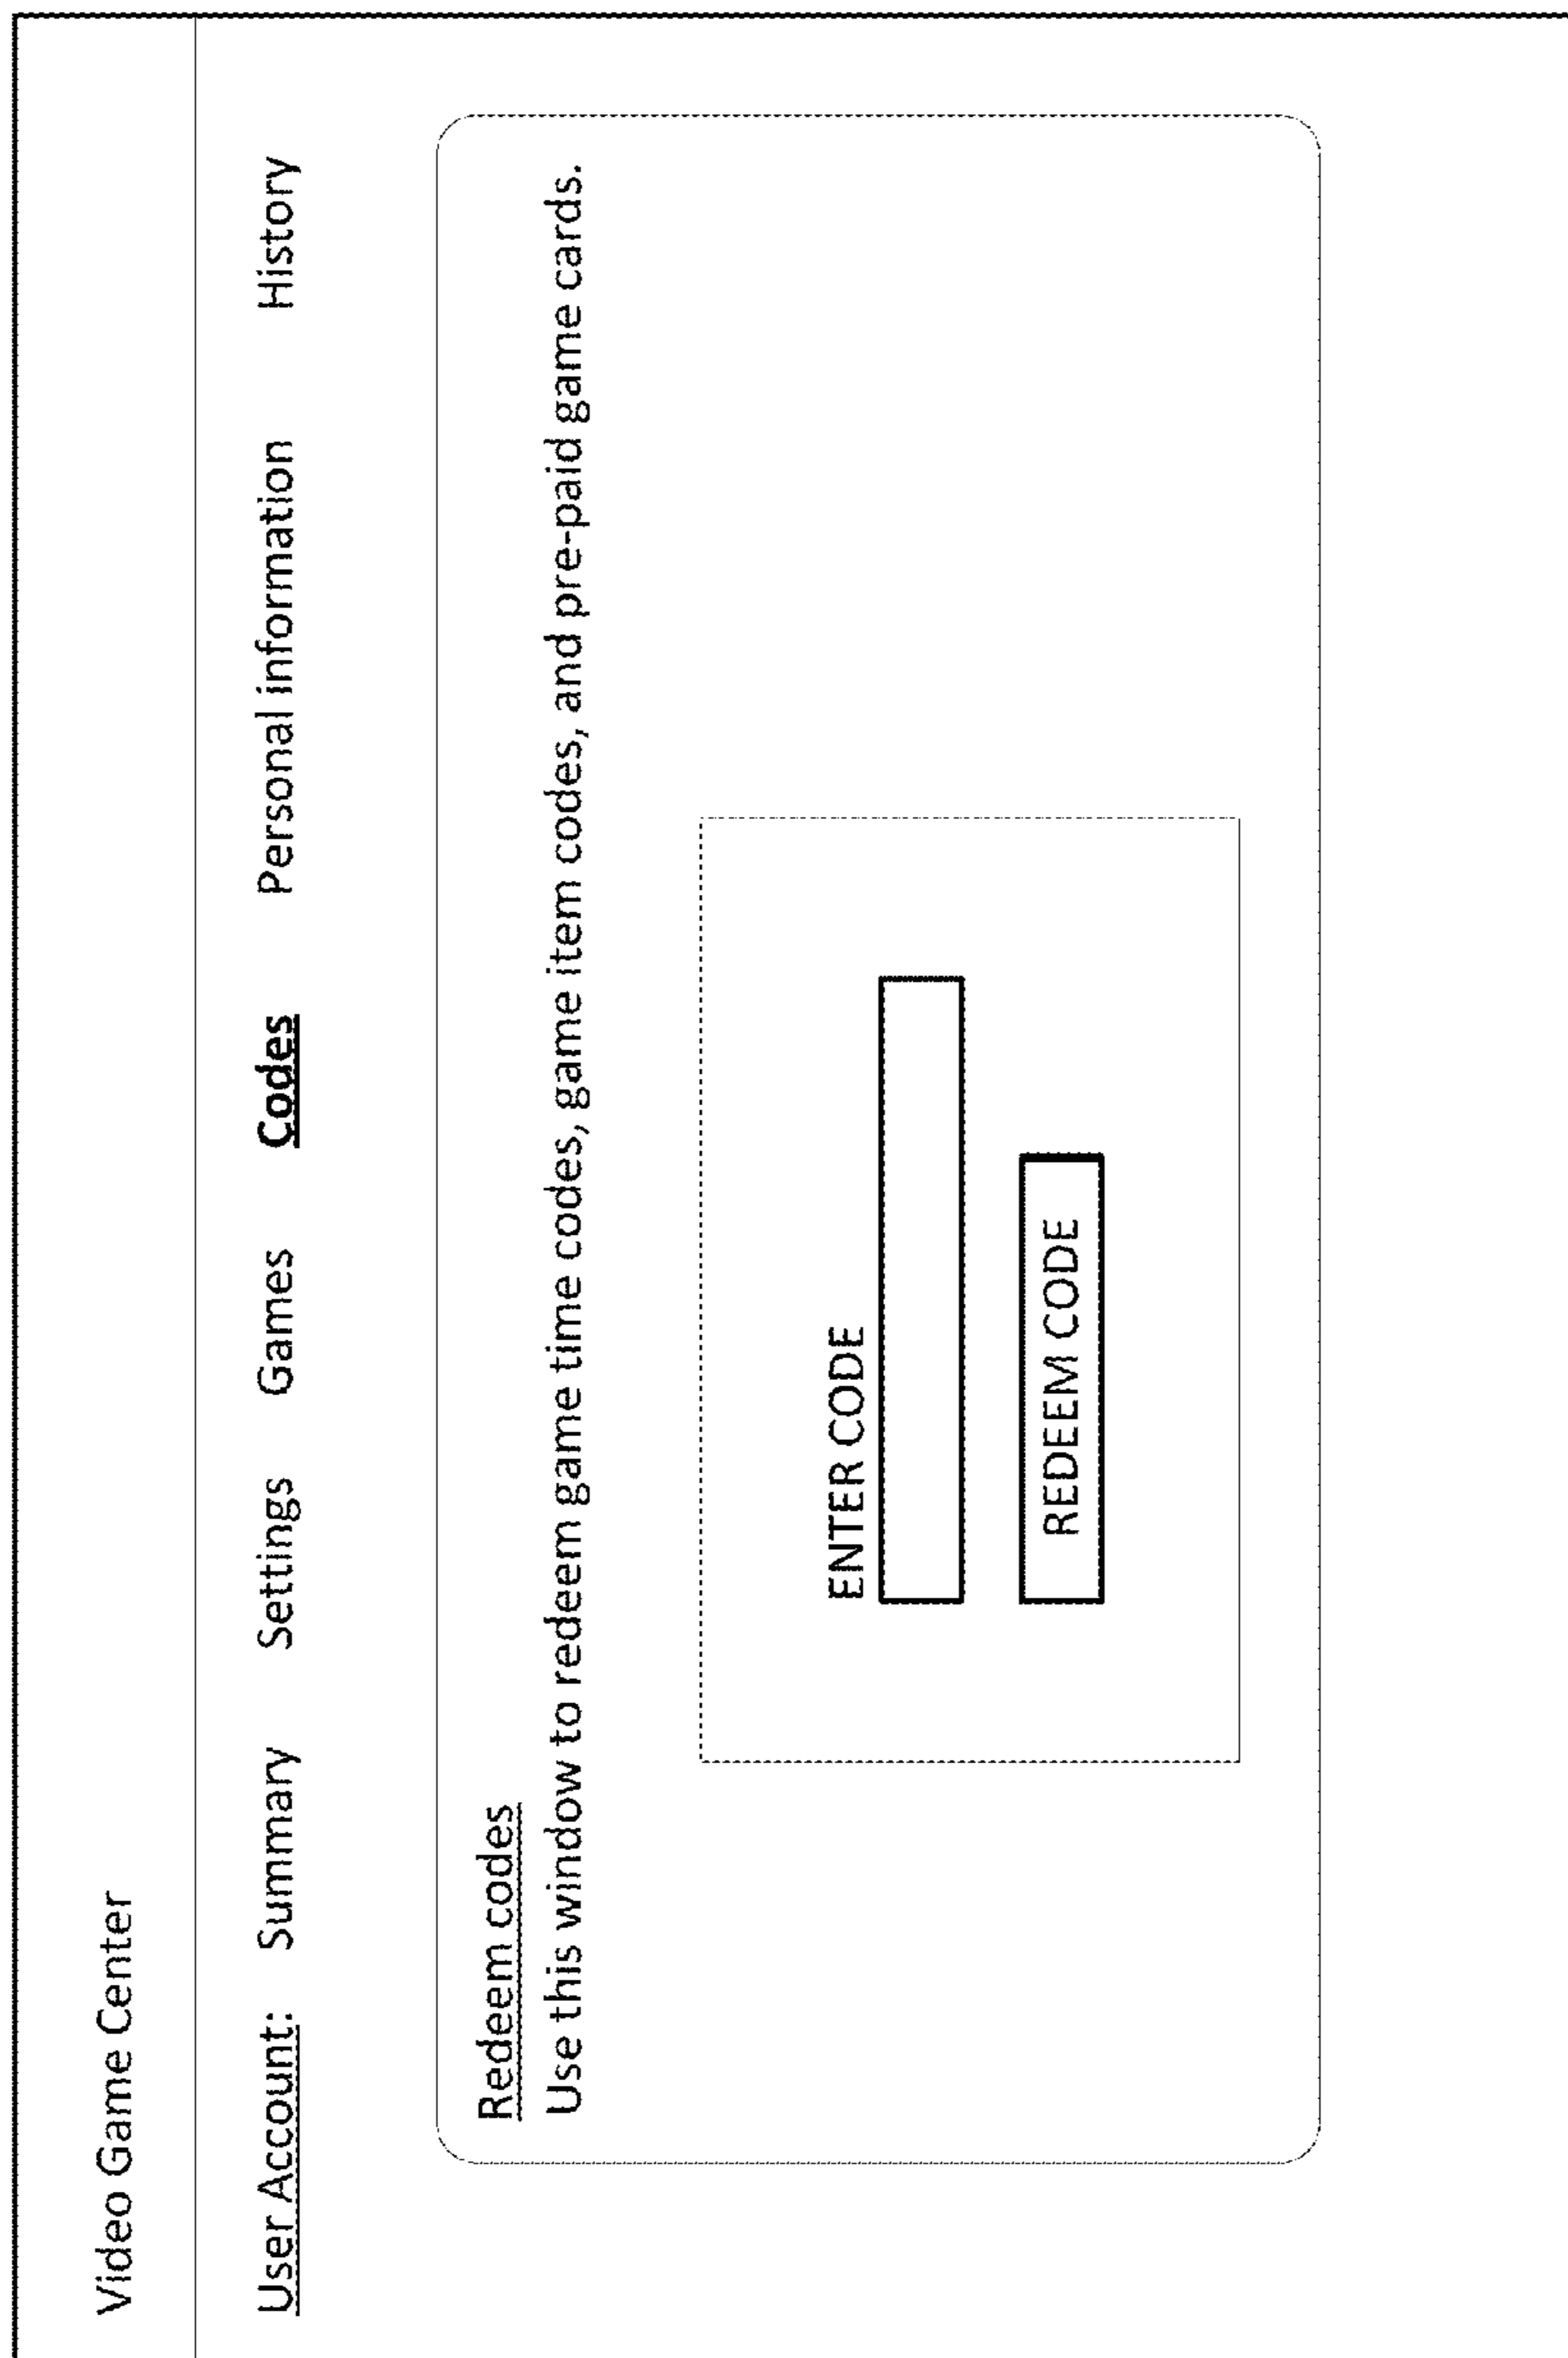 Video Game Center
User Account: Summary Settings Games Codes Personal information History
Redeem codes
Use this window to redeem game time codes, game item codes, and pre-paid game cards.
ENTER CODE
REDEEM CODE